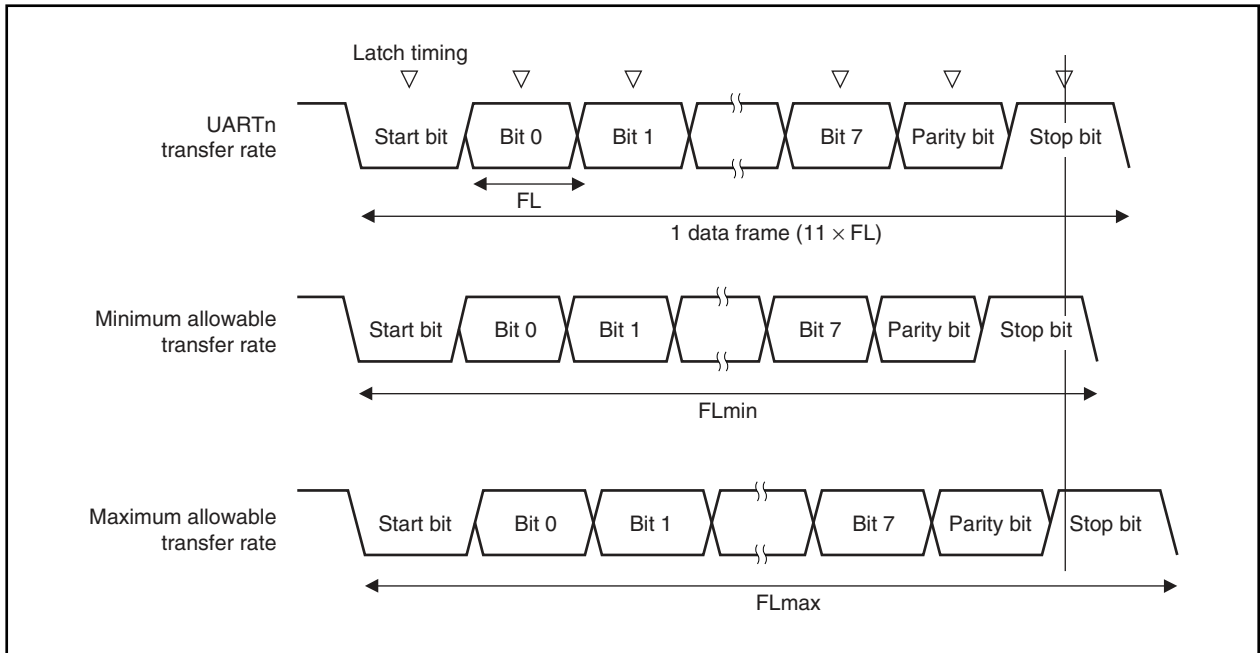 Latch timing
UARTn
transfer rate
Start bit
Bit 0
Bit 1
Bit 7
Parity bit
Stop bit
FL
1 data frame (11 × FL)
Minimum allowable
transfer rate
Start bit
Bit 0
Bit 1
Bit 7
Parity bit
Stop bit
FLmin
Maximum allowable
transfer rate
Start bit
Bit 0
Bit 1
Bit 7
Parity bit
Stop bit
FLmax